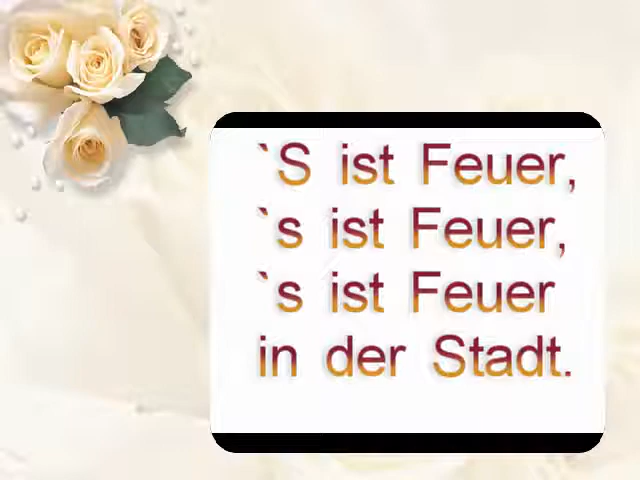 `S ist Feuer,
`s ist Feuer,
`s ist Feuer
in der Stadt.